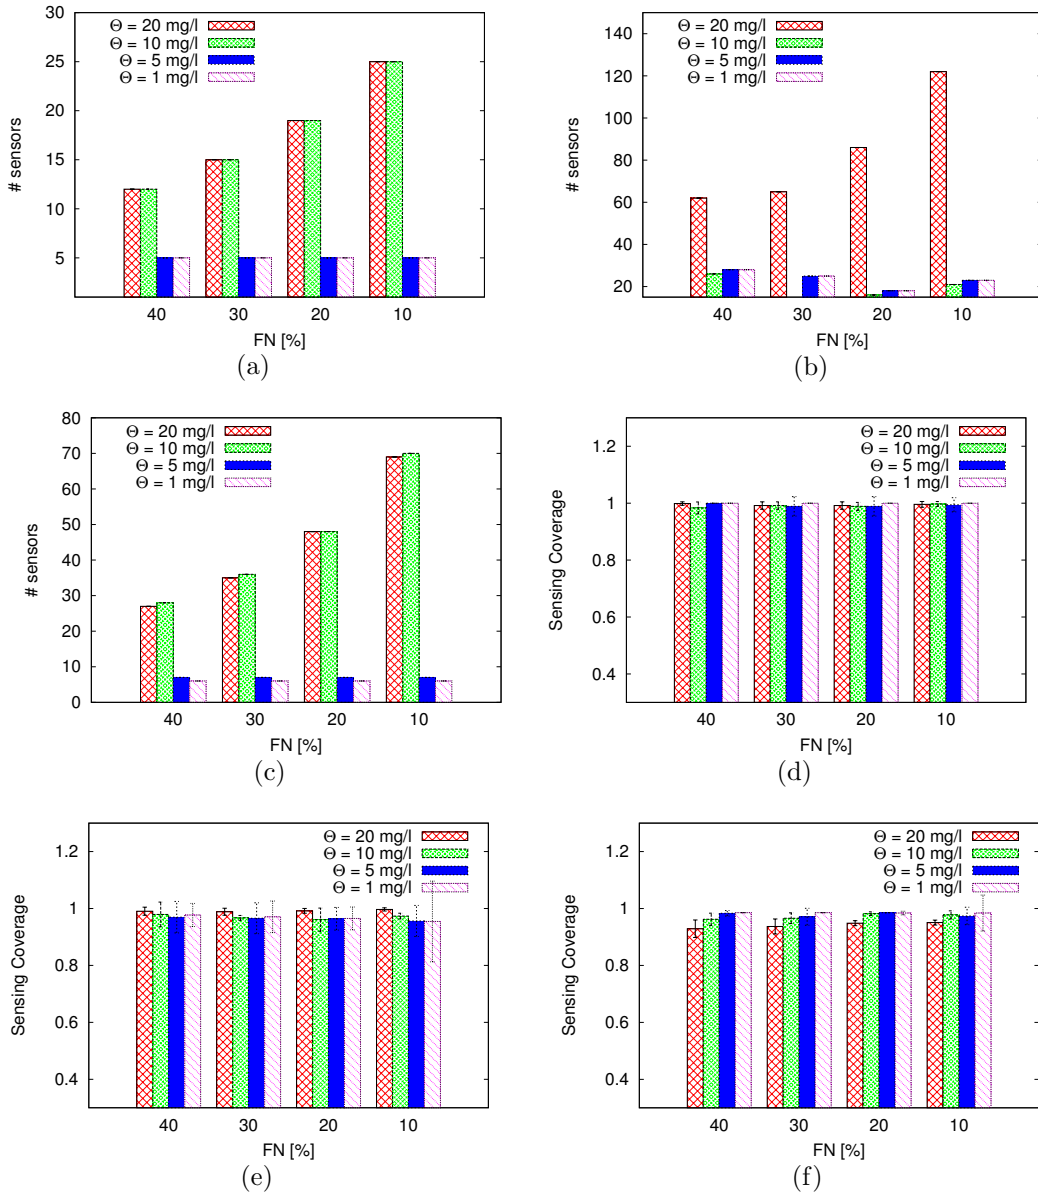 30
25
20
15
10
5
# sensors
Θ = 20 mg/l
Θ = 10 mg/l
Θ = 5 mg/l
Θ = 1 mg/l
40 30 20 10
FN [%]
(a)
140
120
100
80
60
40
20
# sensors
Θ = 20 mg/l
Θ = 10 mg/l
Θ = 5 mg/l
Θ = 1 mg/l
40 30 20 10
FN [%]
(b)
80
70
60
50
40
30
20
10
0
# sensors
Θ = 20 mg/l
Θ = 10 mg/l
Θ = 5 mg/l
Θ = 1 mg/l
40 30 20 10
FN [%]
(c)
1.2
1
0.8
0.6
0.4
Sensing Coverage
Θ = 20 mg/l
Θ = 10 mg/l
Θ = 5 mg/l
Θ = 1 mg/l
40 30 20 10
FN [%]
(d)
1.2
1
0.8
0.6
0.4
Sensing Coverage
Θ = 20 mg/l
Θ = 10 mg/l
Θ = 5 mg/l
Θ = 1 mg/l
40 30 20 10
FN [%]
(e)
1.2
1
0.8
0.6
0.4
Sensing Coverage
Θ = 20 mg/l
Θ = 10 mg/l
Θ = 5 mg/l
Θ = 1 mg/l
40 30 20 10
FN [%]
(f)